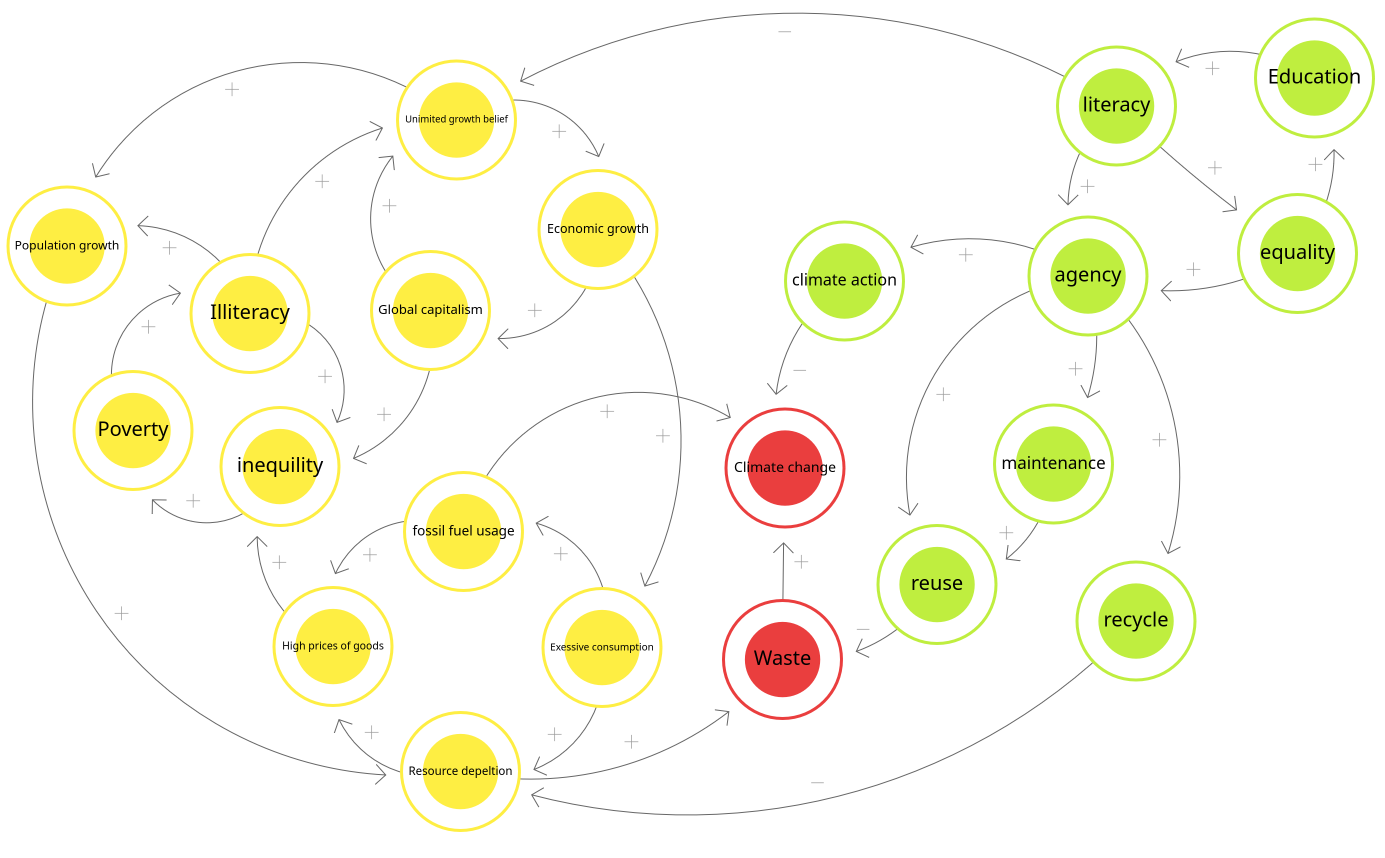 Education
literacy
Unimited growth belief
Economic growth
Population growth
equality
agency
climate action
Illiteracy
Global capitalism
Poverty
inequility
Climate change
maintenance
fossil fuel usage
reuse
recycle
High prices of goods
Exessive consumption
Waste
Resource depeltion